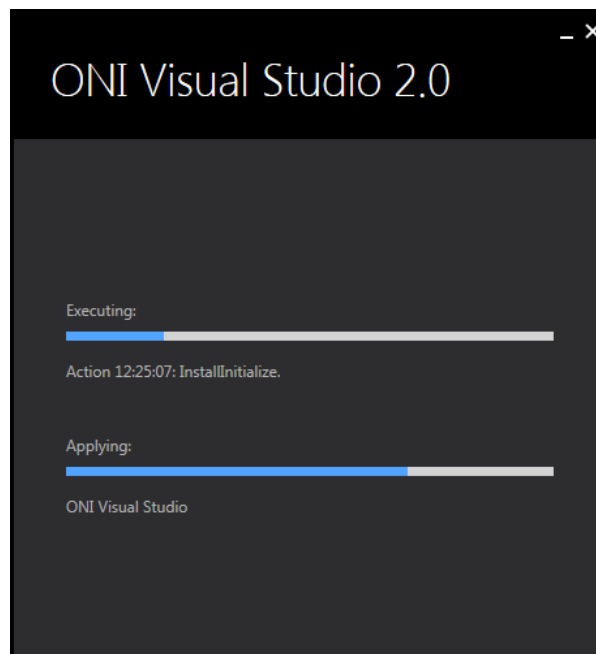 ONI Visual Studio 2.0
Executing:
Action 12:25:07: InstallInitialize.
Applying:
ONI Visual Studio